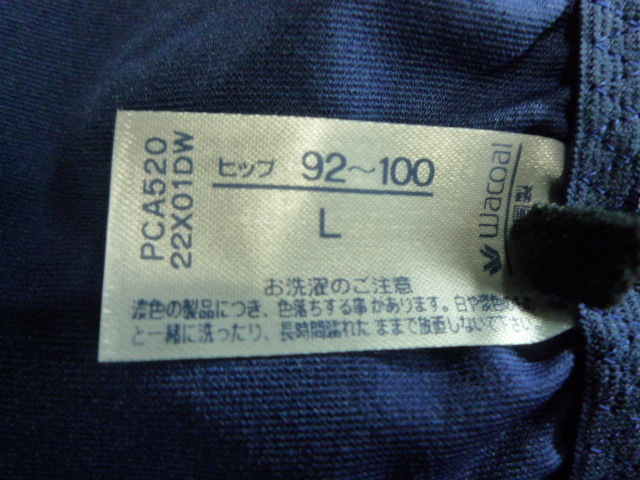 PCA520
22X01DW
ヒップ 92～100
L
wacoal
お洗濯のご注意
濃色の製品につき、色落ちする事があります。白や淡色
と一緒に洗ったり、長時間濡れたままで放置しないで下さい